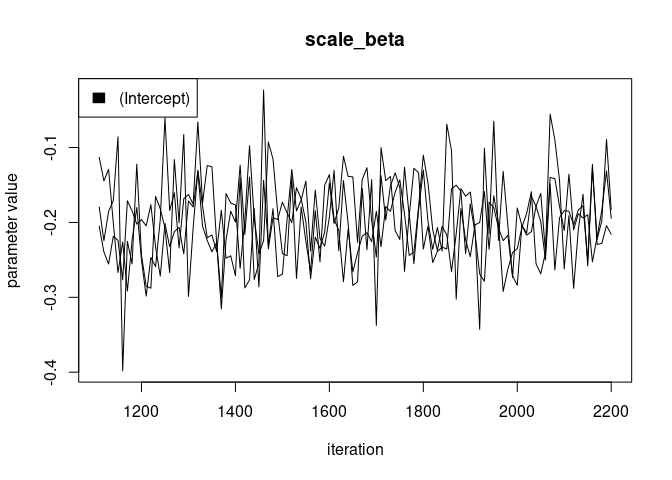 scale_beta
(Intercept)
parameter value
-0.1
-0.2
-0.3
-0.4
1200 1400 1600 1800 2000 2200
iteration